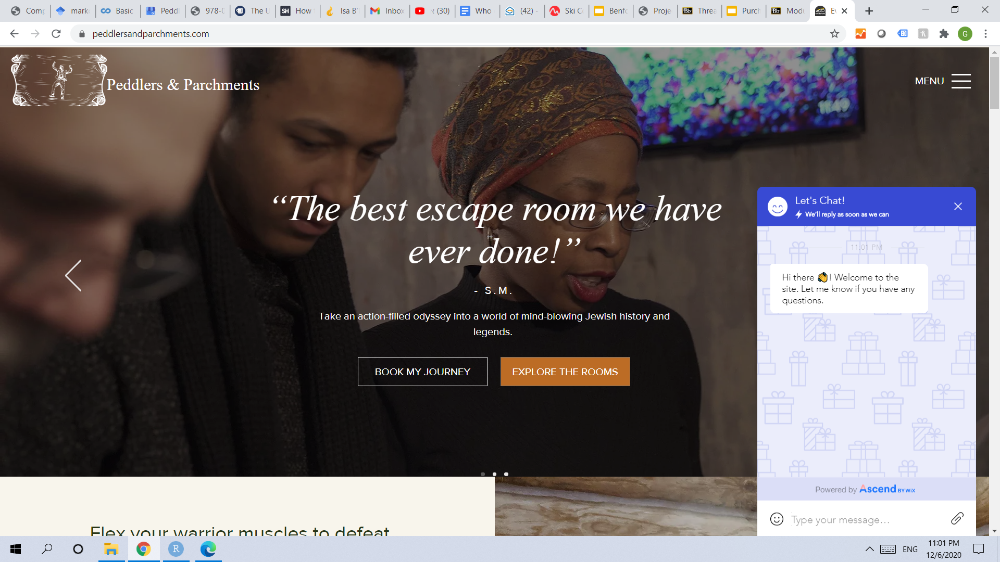 Comp
mark
Basic
Peddl
978-0
The U
How
Isa B'
Inbox
(30)
Who
(42) -
Ski C
Benfo
Proje
Threa
Purch
Modu
Ev
peddlersandparchments.com
G
Peddlers & Parchments
MENU
11:49
“The best escape room we have
ever done!”
- S.M.
Take an action-filled odyssey into a world of mind-blowing Jewish history and
legends.
BOOK MY JOURNEY
EXPLORE THE ROOMS
Let's Chat!
We'll reply as soon as we can
11:01 PM
Hi there 👋! Welcome to the
site. Let me know if you have any
questions.
Powered by Ascend BY WIX
Type your message...
Flex your warrior muscles to defeat
R
ENG
11:01 PM
12/6/2020